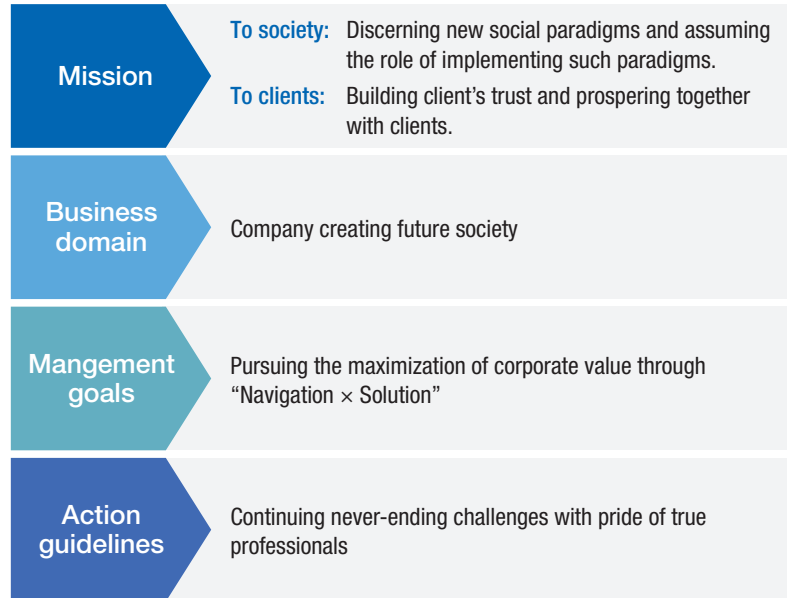 Mission
To society: Discerning new social paradigms and assuming
the role of implementing such paradigms.
To clients: Building client's trust and prospering together
with clients.
Business
domain
Company creating future society
Mangement
goals
Pursuing the maximization of corporate value through
“Navigation × Solution”
Action
guidelines
Continuing never-ending challenges with pride of true
professionals